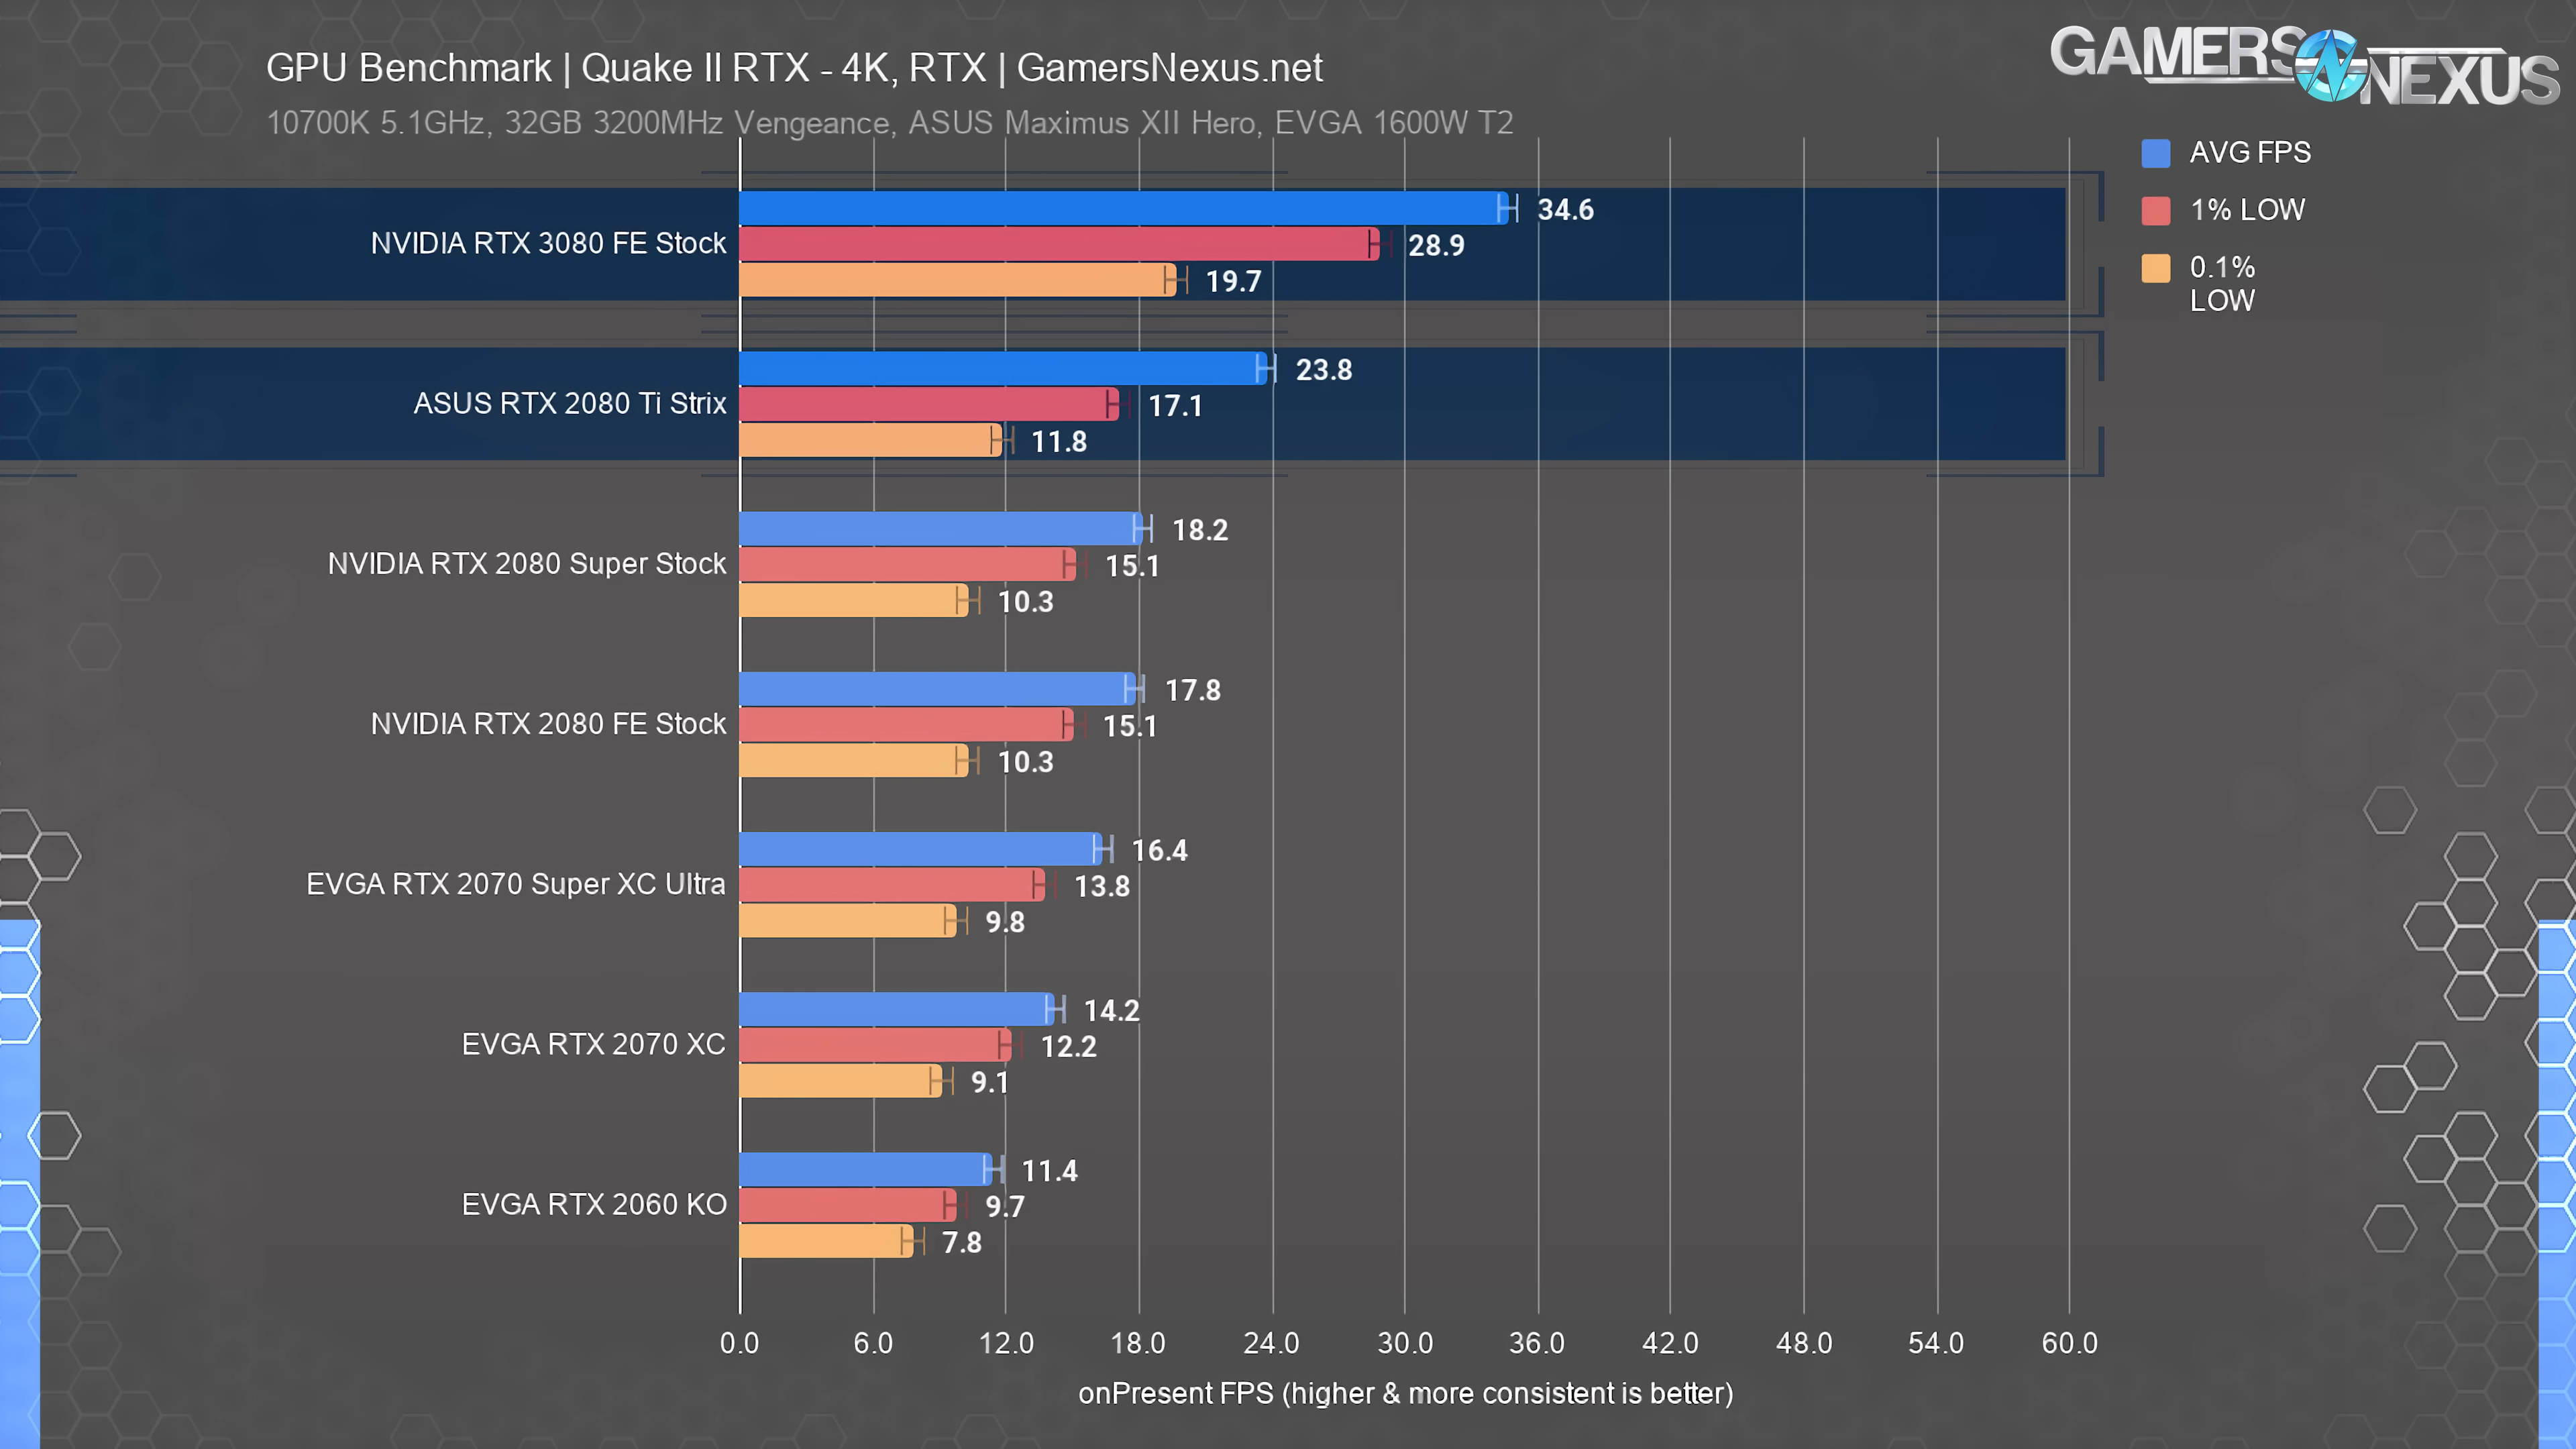 GPU Benchmark | Quake II RTX - 4K, RTX | GamersNexus.net
GAMERS NEXUS
10700K 5.1GHz, 32GB 3200MHz Vengeance, ASUS Maximus XII Hero, EVGA 1600W T2
AVG FPS
1% LOW
0.1%
LOW
NVIDIA RTX 3080 FE Stock
34.6
28.9
19.7
ASUS RTX 2080 Ti Strix
23.8
17.1
11.8
NVIDIA RTX 2080 Super Stock
18.2
15.1
10.3
NVIDIA RTX 2080 FE Stock
17.8
15.1
10.3
EVGA RTX 2070 Super XC Ultra
16.4
13.8
9.8
EVGA RTX 2070 XC
14.2
12.2
9.1
EVGA RTX 2060 KO
11.4
9.7
7.8
0.0 6.0 12.0 18.0 24.0 30.0 36.0 42.0 48.0 54.0 60.0
onPresent FPS (higher & more consistent is better)